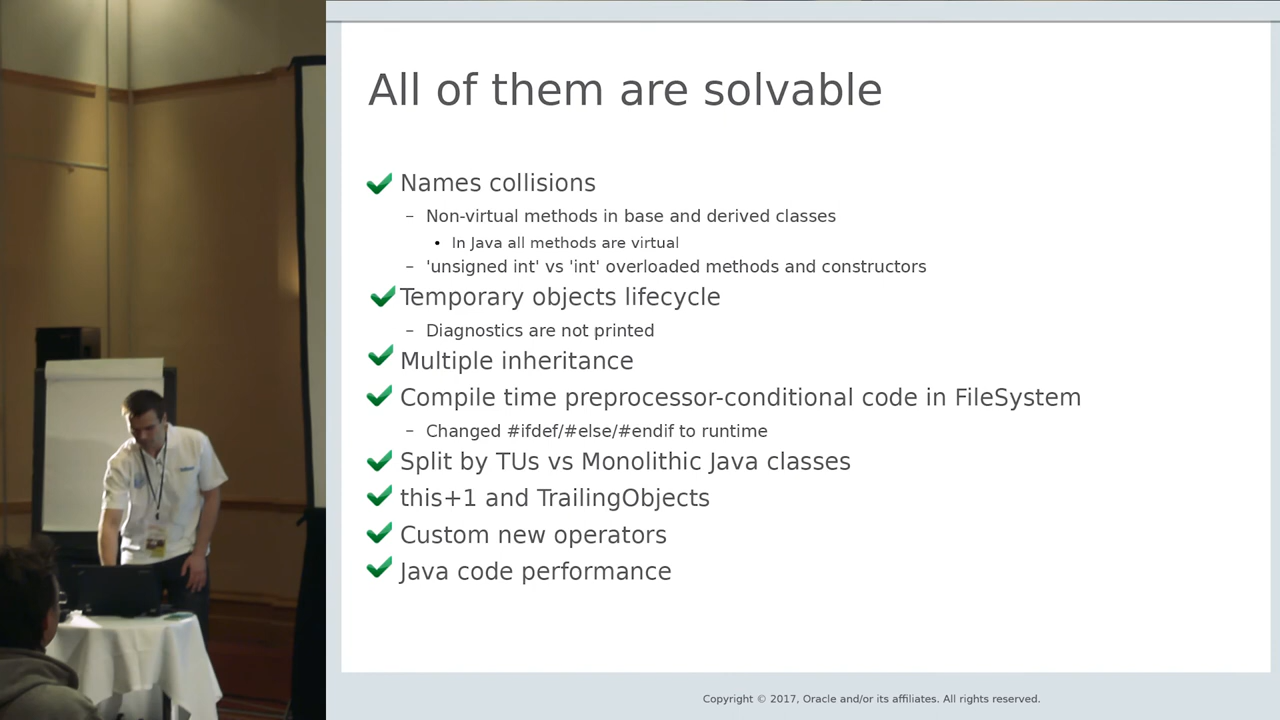 All of them are solvable
Names collisions
– Non-virtual methods in base and derived classes
• In Java all methods are virtual
– 'unsigned int' vs 'int' overloaded methods and constructors
Temporary objects lifecycle
– Diagnostics are not printed
Multiple inheritance
Compile time preprocessor-conditional code in FileSystem
– Changed #ifdef/#else/#endif to runtime
Split by TUs vs Monolithic Java classes
this+1 and TrailingObjects
Custom new operators
Java code performance
Copyright © 2017, Oracle and/or its affiliates. All rights reserved.